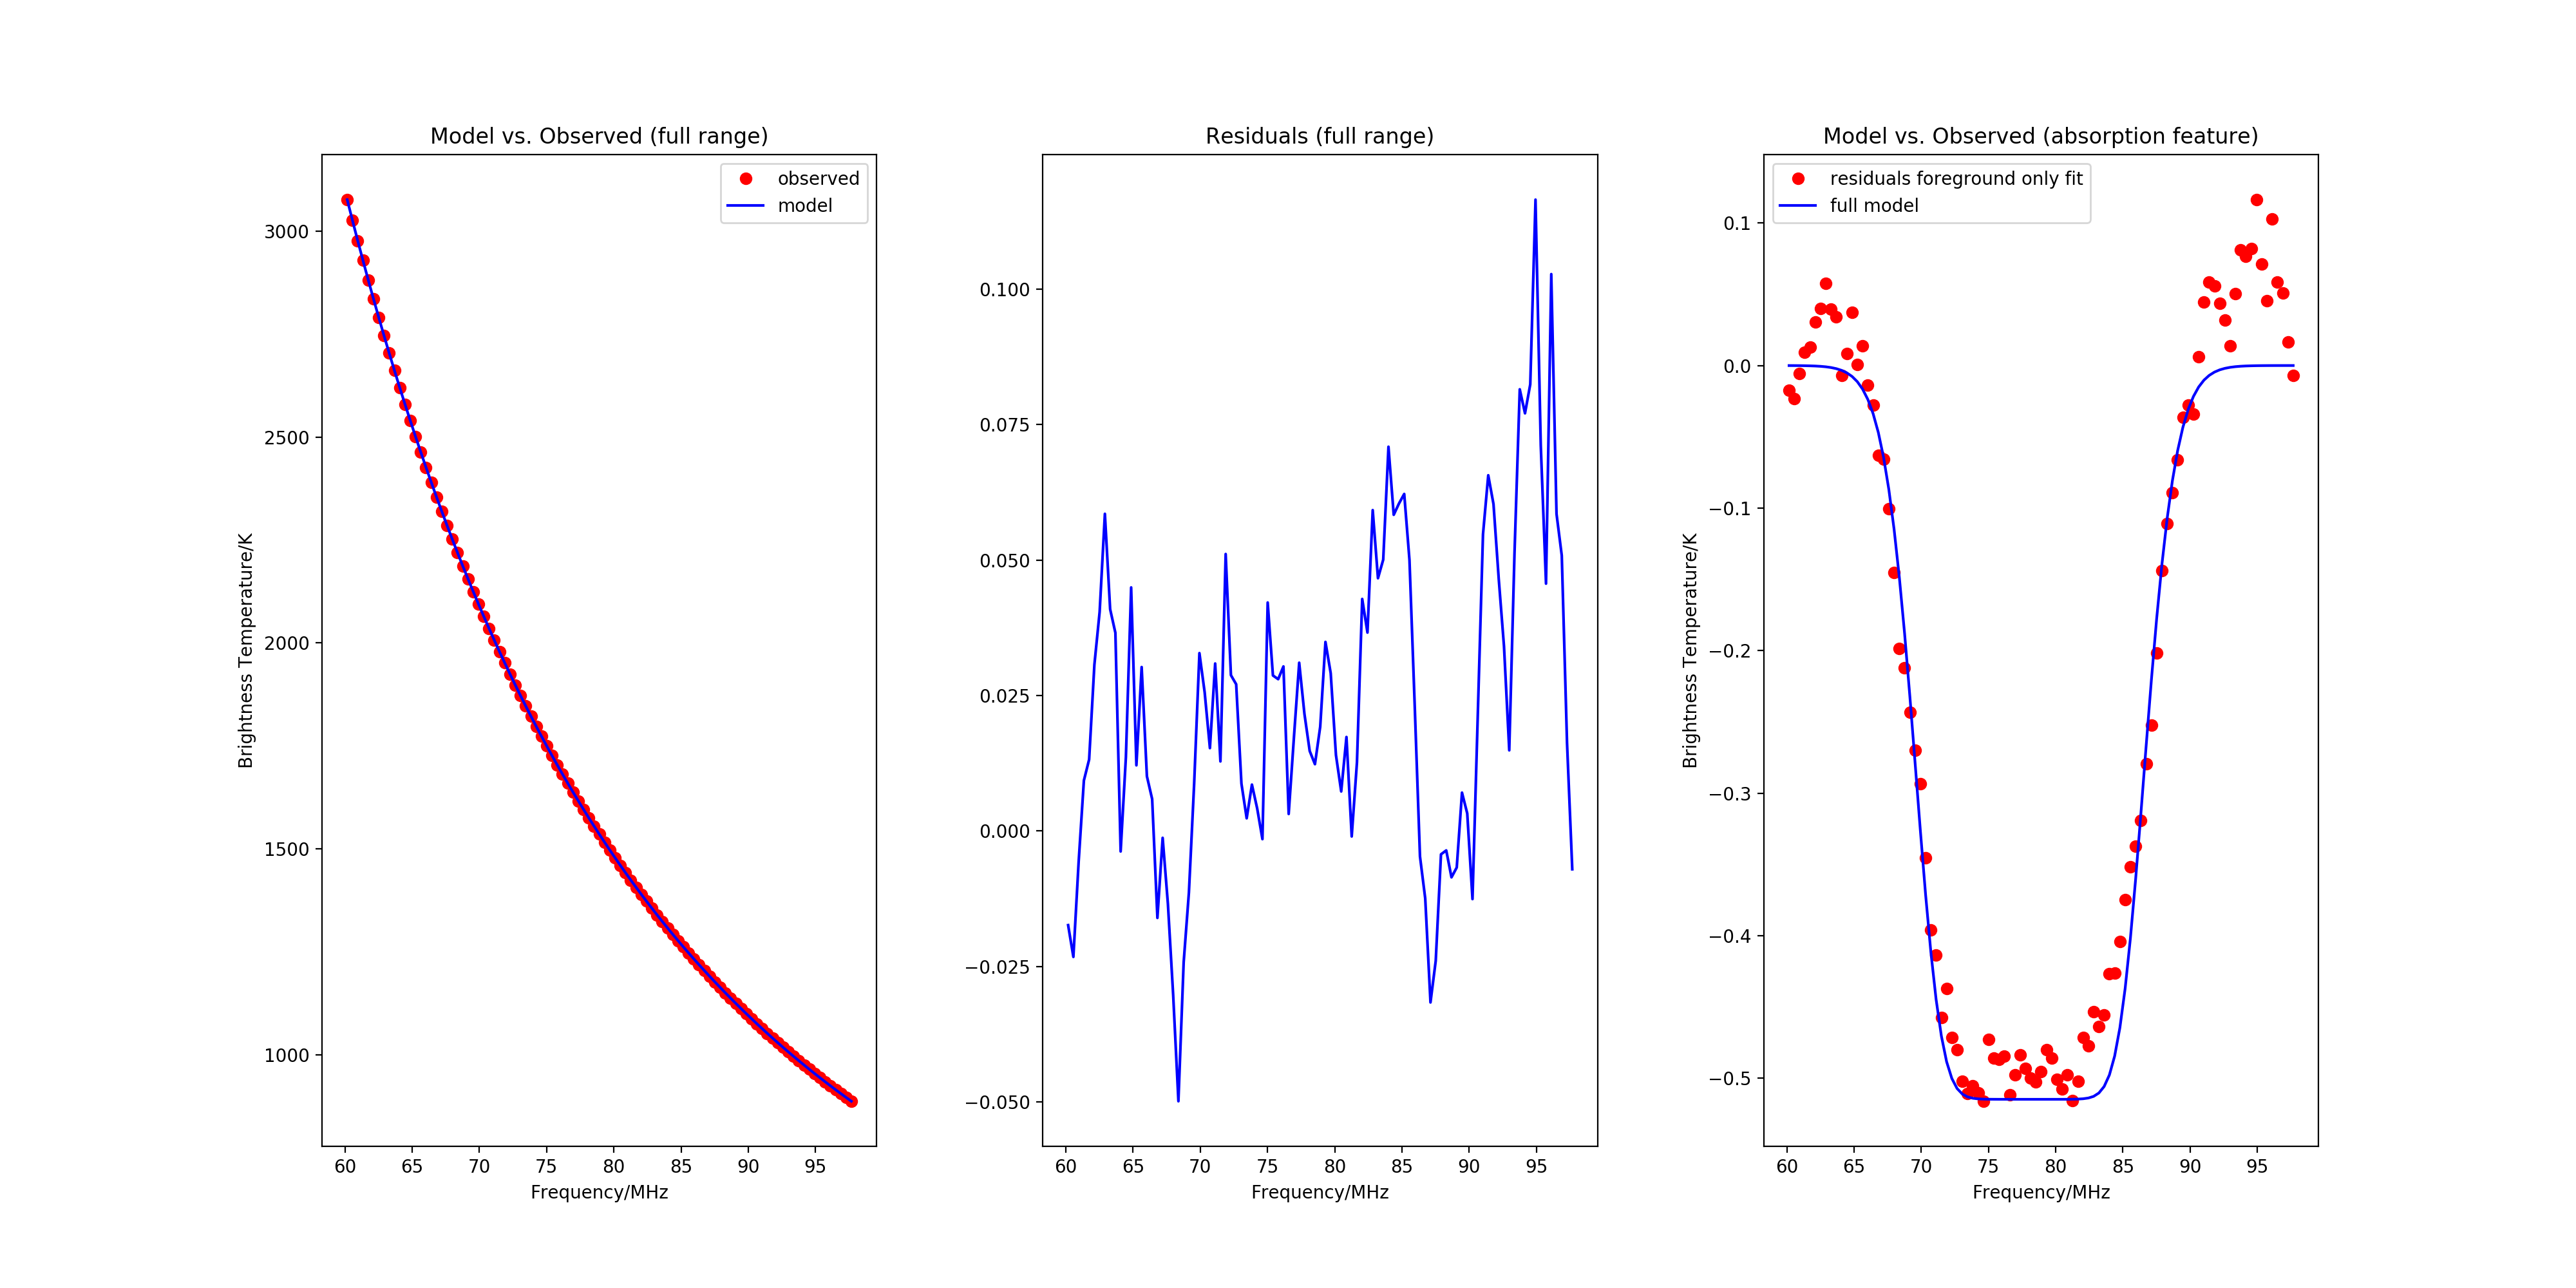 Model vs. Observed (full range)
observed
model
3000
2500
2000
1500
1000
Brightness Temperature/K
60 65 70 75 80 85 90 95
Frequency/MHz
Residuals (full range)
0.100
0.075
0.050
0.025
0.000
−0.025
−0.050
60 65 70 75 80 85 90 95
Frequency/MHz
Model vs. Observed (absorption feature)
residuals foreground only fit
full model
0.1
0.0
−0.1
−0.2
−0.3
−0.4
−0.5
Brightness Temperature/K
60 65 70 75 80 85 90 95
Frequency/MHz